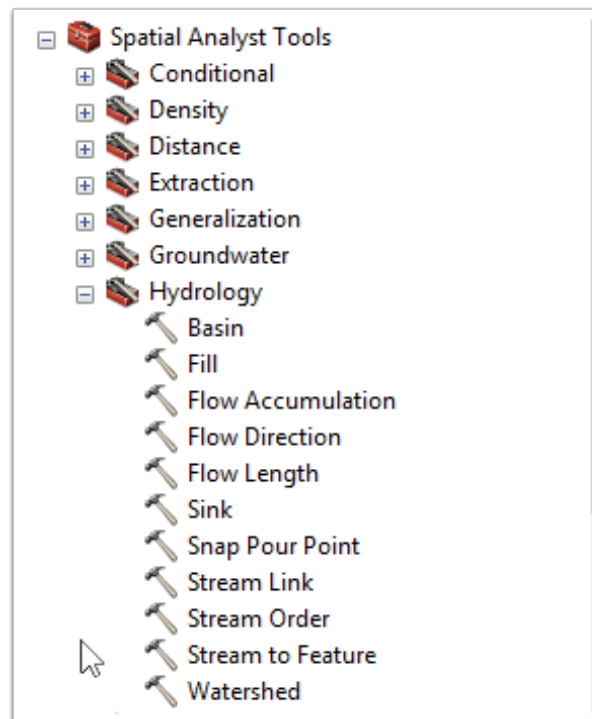 Spatial Analyst Tools
Conditional
Density
Distance
Extraction
Generalization
Groundwater
Hydrology
Basin
Fill
Flow Accumulation
Flow Direction
Flow Length
Sink
Snap Pour Point
Stream Link
Stream Order
Stream to Feature
Watershed